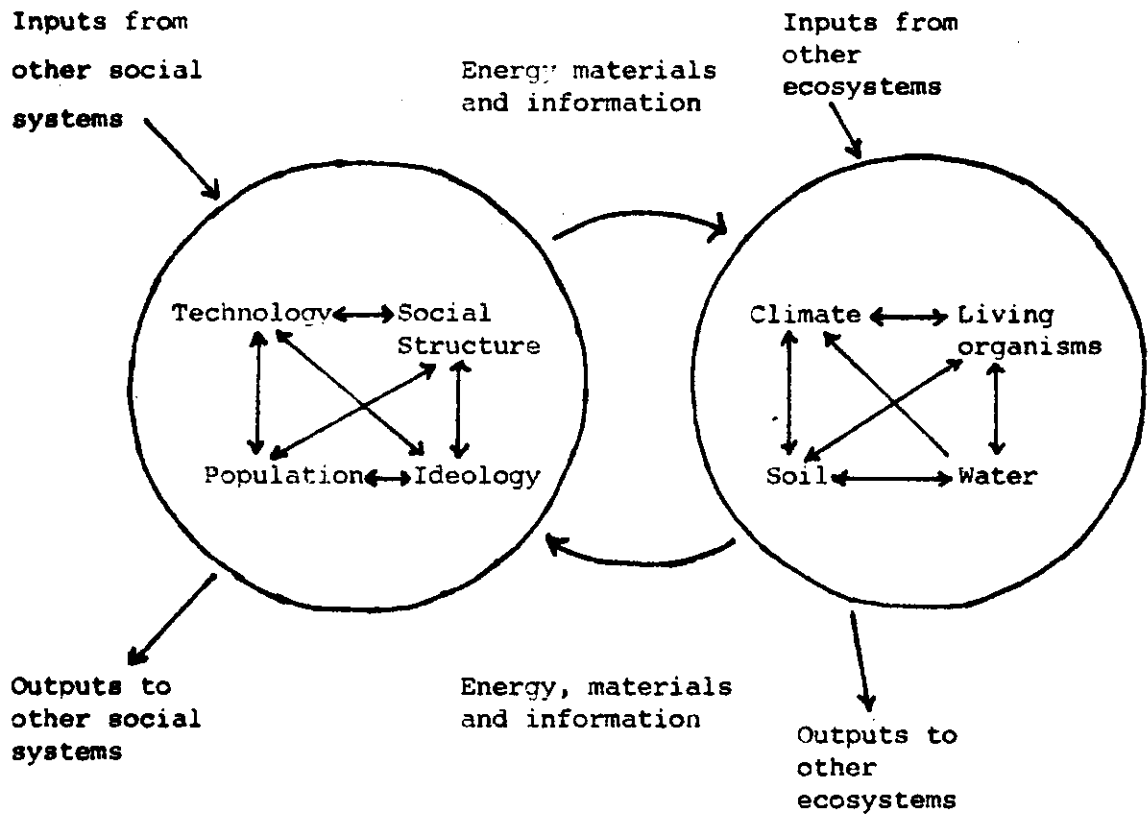 Inputs from
other social
systems
Energy materials
and information
Inputs from
other
ecosystems
Technology
Social
Structure
Population
Ideology
Climate
Living
organisms
Soil
Water
Outputs to
other social
systems
Energy, materials
and information
Outputs to
other
ecosystems